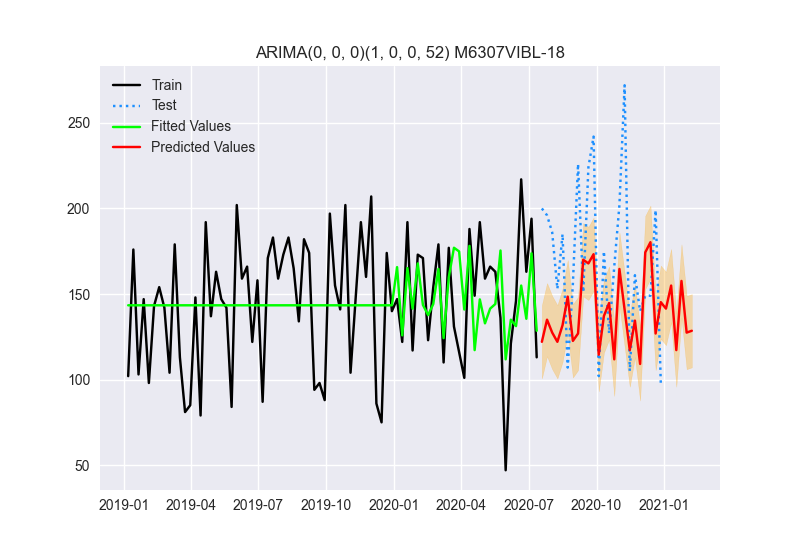 ARIMA(0, 0, 0)(1, 0, 0, 52) M6307VIBL-18
Train
Test
Fitted Values
Predicted Values
250
200
150
100
50
2019-01 2019-04 2019-07 2019-10 2020-01 2020-04 2020-07 2020-10 2021-01